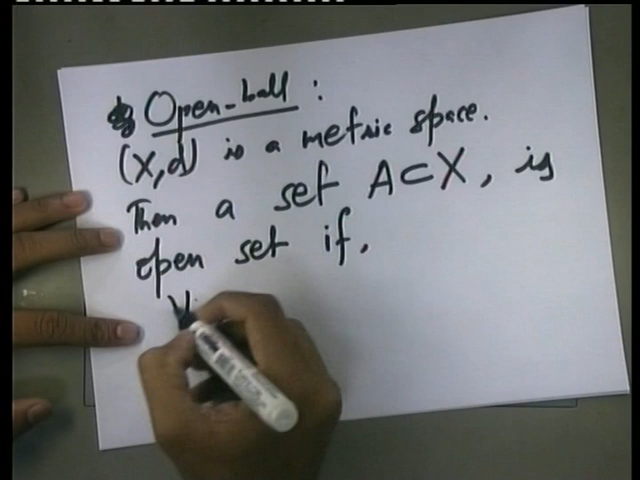 Open-ball :
(X,d) is a metric space.
Then a set A⊂X, is
open set if,